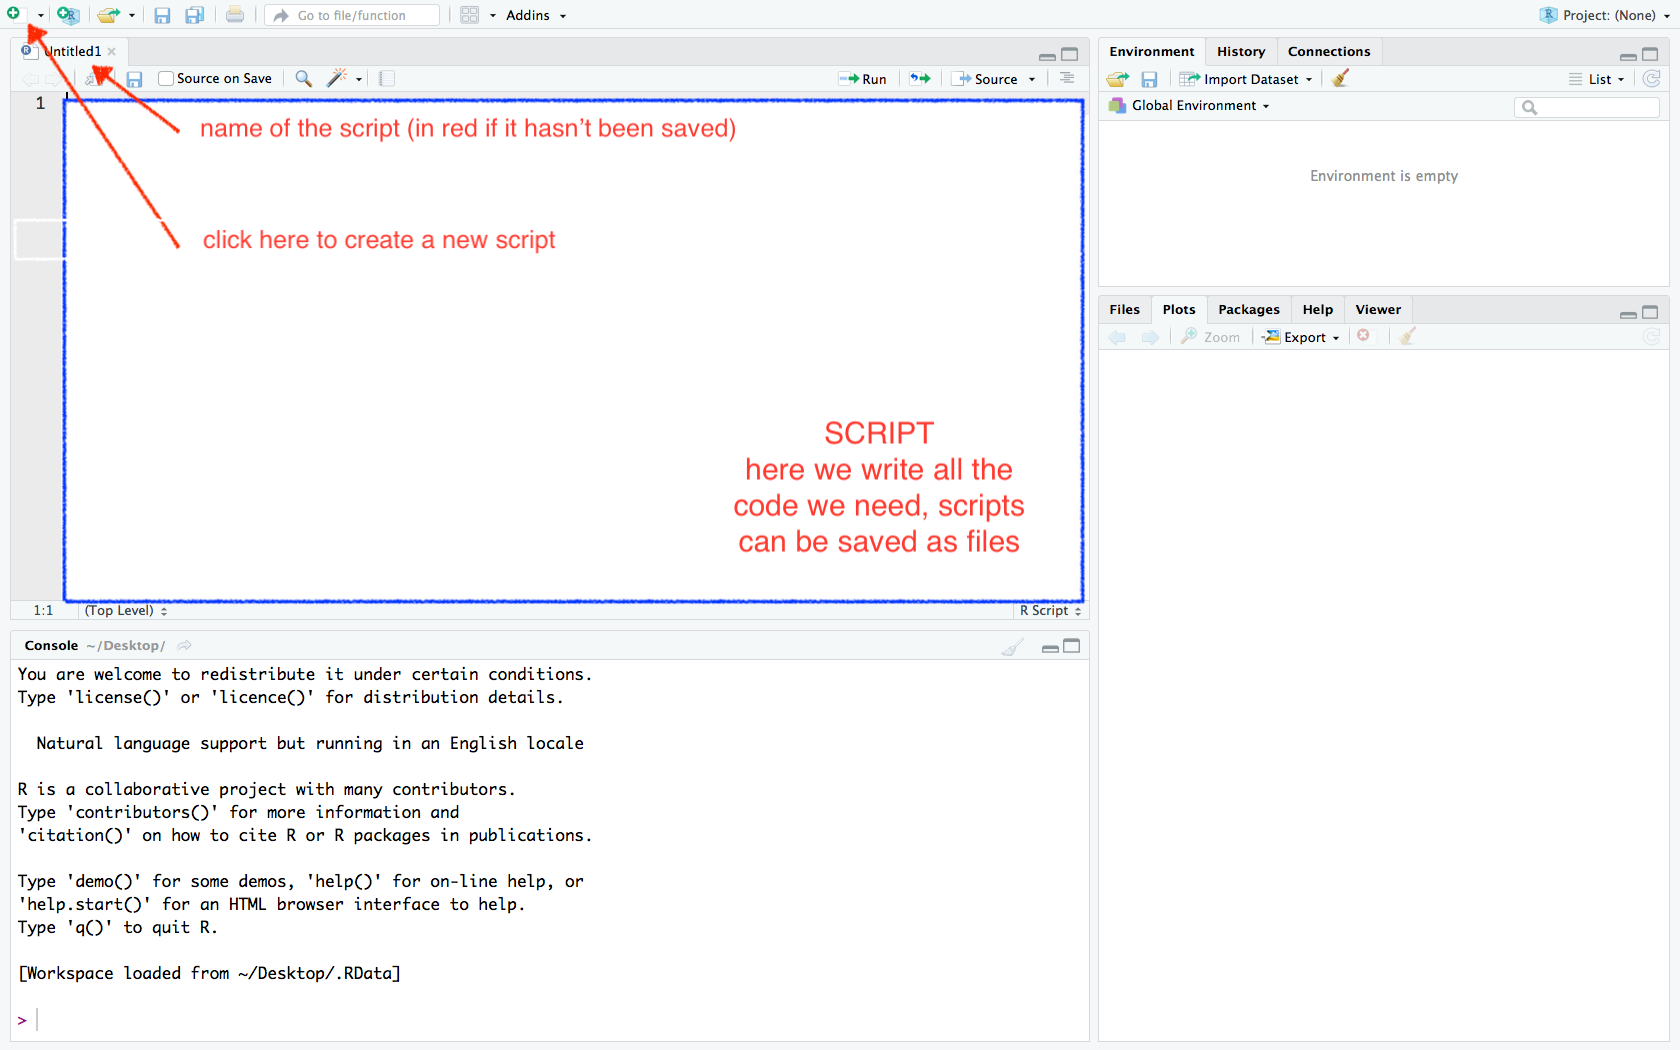 Go to file/function
Addins
Project: (None)
Untitled1
Source on Save
Run
Source
1
name of the script (in red if it hasn’t been saved)
click here to create a new script
SCRIPT
here we write all the
code we need, scripts
can be saved as files
1:1
(Top Level)
R Script
Console ~/Desktop/
You are welcome to redistribute it under certain conditions.
Type 'license()' or 'licence()' for distribution details.
Natural language support but running in an English locale
R is a collaborative project with many contributors.
Type 'contributors()' for more information and
'citation()' on how to cite R or R packages in publications.
Type 'demo()' for some demos, 'help()' for on-line help, or
'help.start()' for an HTML browser interface to help.
Type 'q()' to quit R.
[Workspace loaded from ~/Desktop/.RData]
>
Environment History Connections
Import Dataset
List
Global Environment
Environment is empty
Files Plots Packages Help Viewer
Zoom
Export